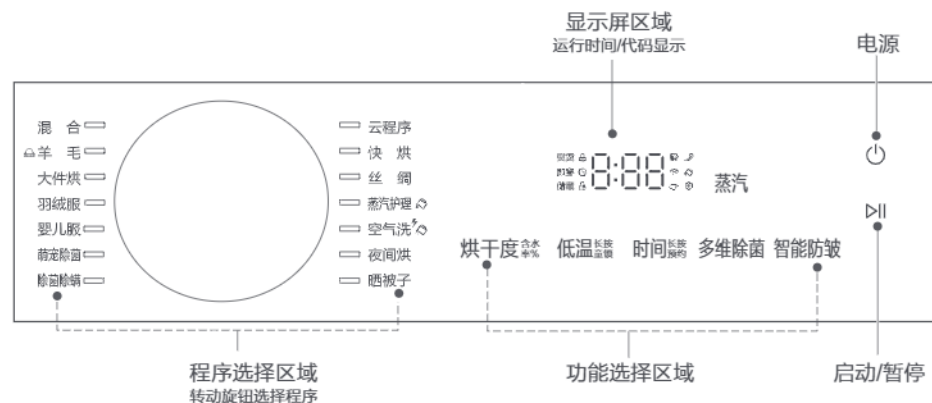 显示屏区域
运行时间/代码显示
电源
混 合
云程序
羊 毛
快 烘
大件烘
丝 绸
羽绒服
蒸汽护理
婴儿服
空气洗
萌宠除菌
夜间烘
除菌除螨
晒被子
8:88
蒸汽
烘干度 含水率%
低温 长按
时间 长按预约
多维除菌
智能防皱
程序选择区域
转动旋钮选择程序
功能选择区域
启动/暂停